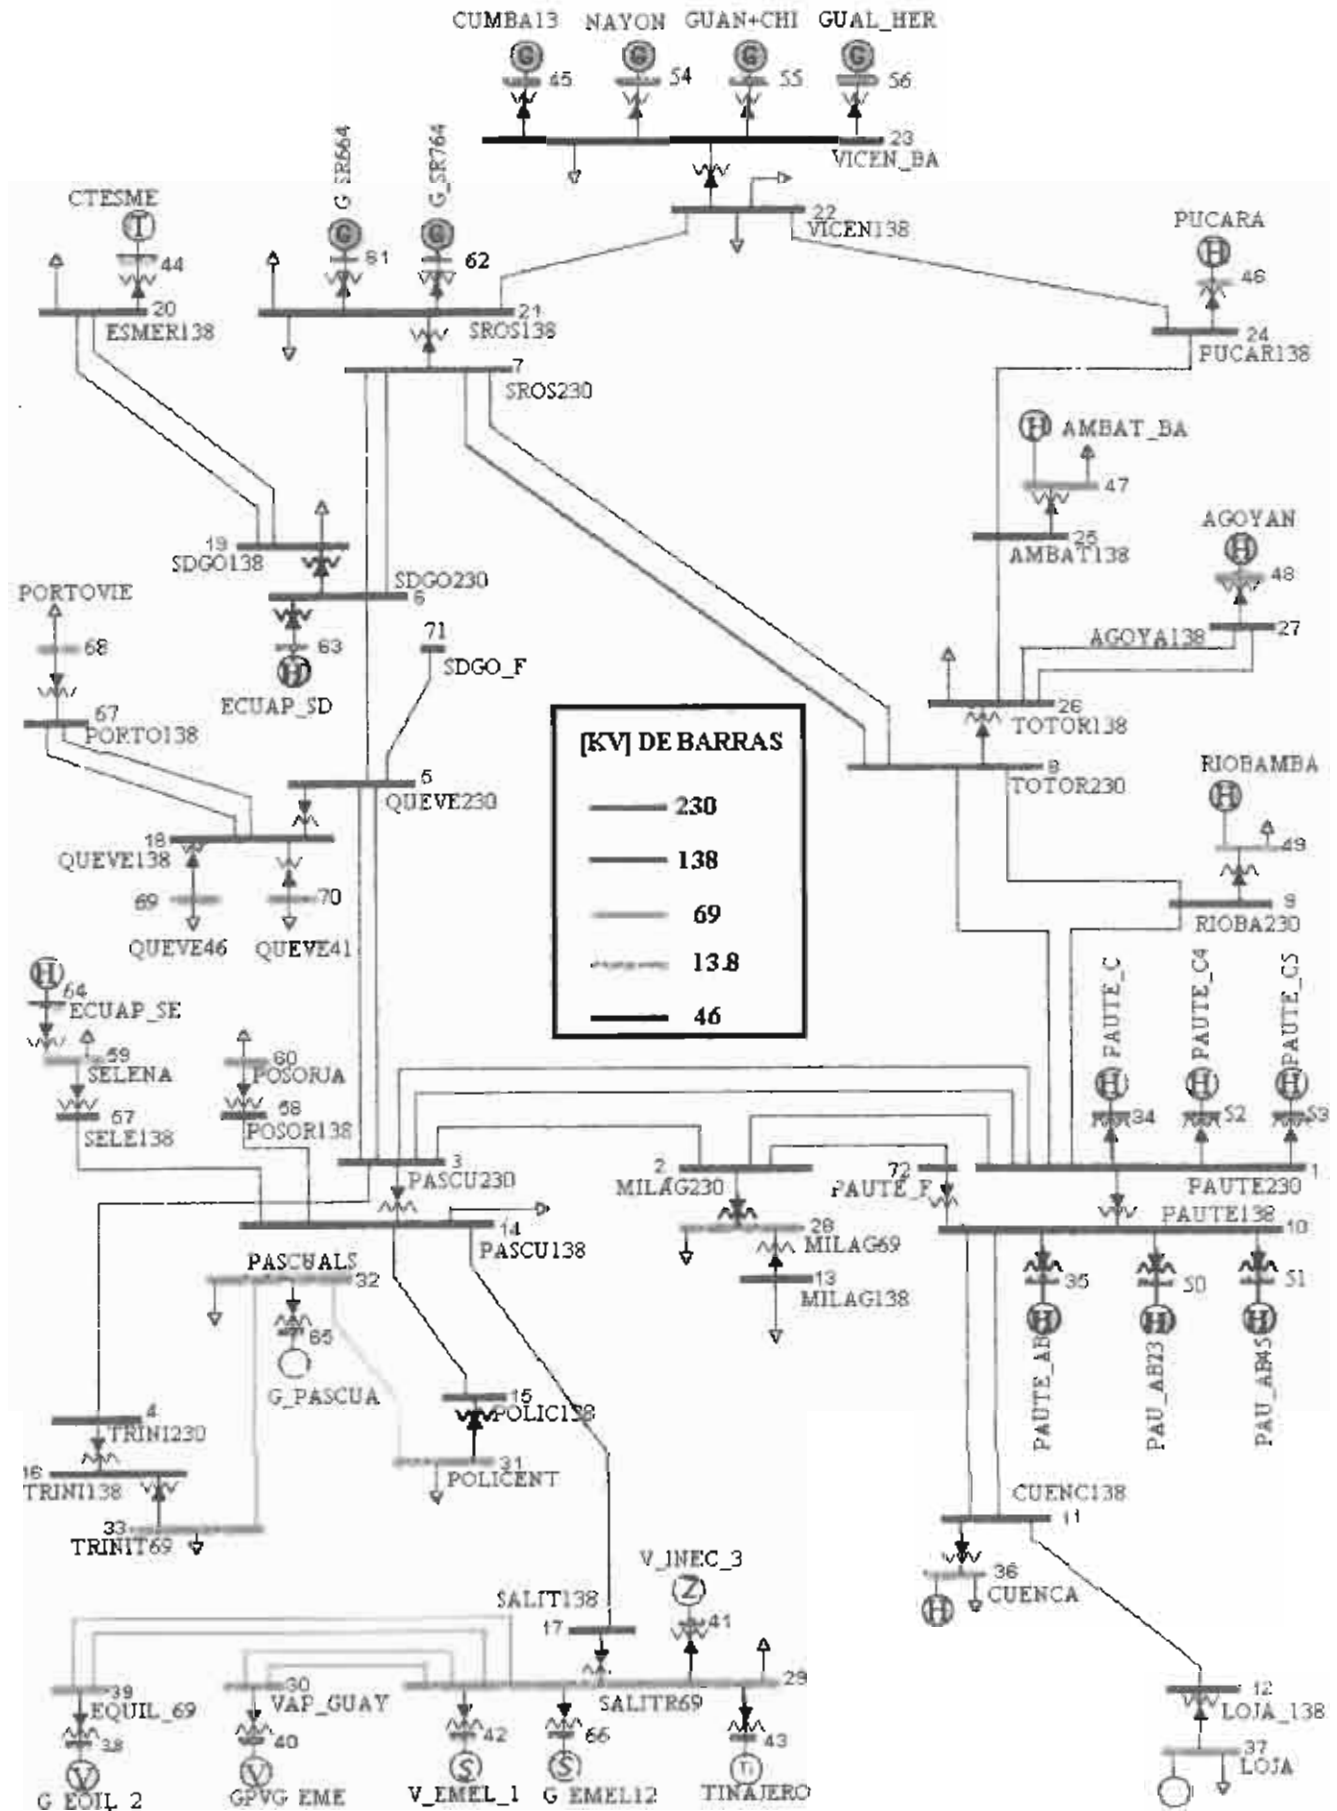 CUMBA13 NAYON GUAN+CHI GUAL_HER
G G G G
45 54 55 56
23
VICEN_BA
G_SR664
G_SR764
CTESME
T
44
G G
61 62
22
VICEN138
PUCARA
H
46
20
ESMER138
21
SROS138
24
PUCAR138
7
SROS230
H AMBAT_BA
47
AGOYAN
H
48
25
AMBAT138
19
SDGO138
SDGO230
6
AGOYA138 27
PORTOVIE
68
63
H
ECUAP_SD
71
SDGO_F
26
TOTOR138
67
PORTO138
[KV] DE BARRAS
230
138
69
13.8
46
8
TOTOR230
RIOBAMBA
H
49
5
QUEVE230
18
QUEVE138
9
RIOBA230
69 70
QUEVE46 QUEVE41
H
64
ECUAP_SE
PAUTE_C
PAUTE_C4
PAUTE_C5
59
SELENA
60
POSORJA
H H H
34 52 53
57
SELE138
58
POSOR138
3
PASCU230
2
MILAG230
72
PAUTE_F
1
PAUTE230
PAUTE138
10
14
PASCU138
28
MILAG69
PASCUALS
32
13
MILAG138
35 50 51
H H H
PAUTE_AB
PAU_AB23
PAU_AB45
65
G_PASCUA
15
POLIC138
4
TRINI230
16
TRINI138
31
POLICENT
33
TRINIT69
CUENC138
11
36
CUENCA
H
V_INEC_3
Z
41
SALIT138
17
39
EQUIL_69
30
VAP_GUAY
29
SALITR69
12
LOJA_138
38 40 42 66 43
V V S S Ti
G_EQIL_2 GPVG_EME V_EMEL_1 G_EMEL12 TINAJERO
37
LOJA